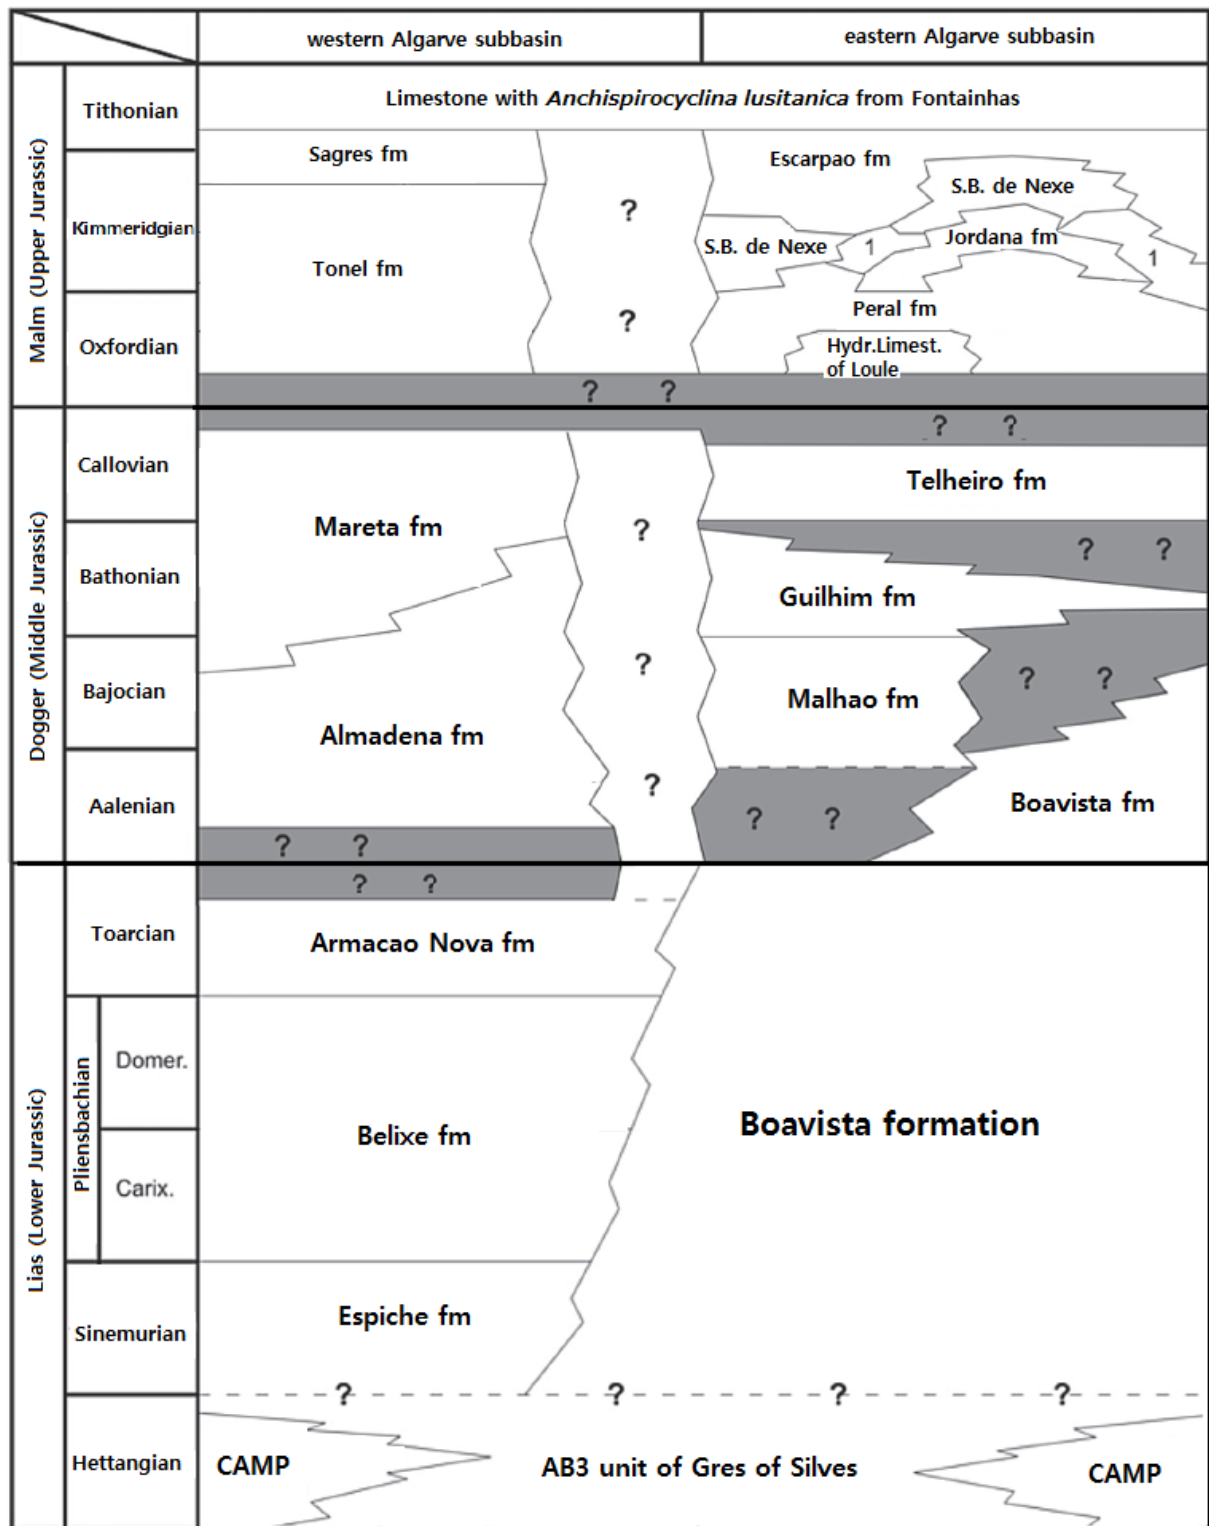 western Algarve subbasin
eastern Algarve subbasin
Malm (Upper Jurassic)
Tithonian
Kimmeridgian
Oxfordian
Limestone with Anchispirocyclina lusitanica from Fontainhas
Sagres fm
Escarpao fm
S.B. de Nexe
?
Tonel fm
S.B. de Nexe
1
Jordana fm
1
?
Peral fm
Hydr.Limest.
of Loule
? ?
Dogger (Middle Jurassic)
Callovian
Bathonian
Bajocian
Aalenian
? ?
Telheiro fm
Mareta fm
?
? ?
Guilhim fm
?
? ?
Malhao fm
Almadena fm
?
Boavista fm
? ?
? ?
Lias (Lower Jurassic)
Toarcian
Pliensbachian
Domer.
Carix.
Sinemurian
Hettangian
? ?
Armacao Nova fm
Belixe fm
Boavista formation
Espiche fm
? ? ? ?
CAMP
AB3 unit of Gres of Silves
CAMP